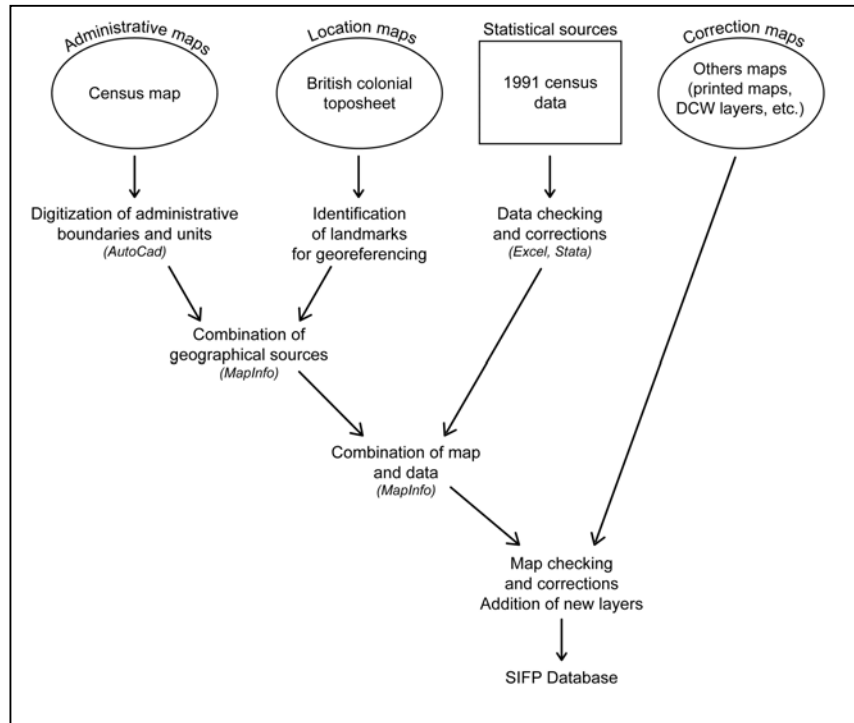 Administrative maps
Location maps
Statistical sources
Correction maps
Census map
British colonial
toposheet
1991 census
data
Others maps
(printed maps,
DCW layers, etc.)
Digitization of administrative
boundaries and units
(AutoCad)
Identification
of landmarks
for georeferencing
Data checking
and corrections
(Excel, Stata)
Combination of
geographical sources
(MapInfo)
Combination of map
and data
(MapInfo)
Map checking
and corrections
Addition of new layers
SIFP Database